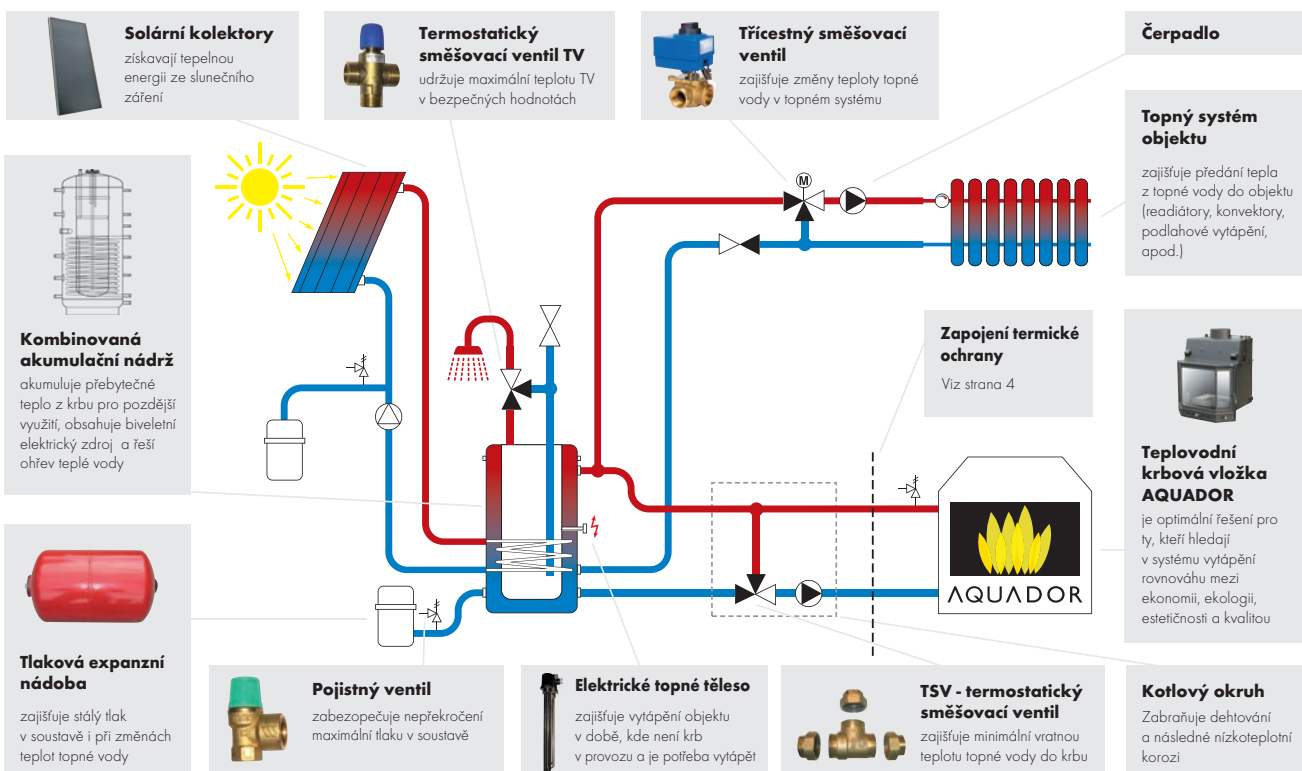 Solární kolektory
získavají tepelnou
energii ze slunečního
záření
Termostatický
směšovací ventil TV
udržuje maximální teplotu TV
v bezpečných hodnotách
Třícestný směšovací
ventil
zajišťuje změny teploty topné
vody v topném systému
Čerpadlo
Topný systém
objektu
zajišťuje předání tepla
z topné vody do objektu
(readiátory, konvektory,
podlahové vytápění,
apod.)
M
Kombinovaná
akumulační nádrž
akumuluje přebytečné
teplo z krbu pro pozdější
využití, obsahuje biveletní
elektrický zdroj a řeší
ohřev teplé vody
Zapojení termické
ochrany
Viz strana 4
Teplovodní
krbová vložka
AQUADOR
je optimální řešení pro
ty, kteří hledají
v systému vytápění
rovnováhu mezi
ekonomii, ekologii,
estetičnosti a kvalitou
AQUADOR
Tlaková expanzní
nádoba
zajišťuje stálý tlak
v soustavě i při změnách
teplot topné vody
Pojistný ventil
zabezopečuje nepřekročení
maximální tlaku v soustavě
Elektrické topné těleso
zajišťuje vytápění objektu
v době, kde není krb
v provozu a je potřeba vytápět
TSV - termostatický
směšovací ventil
zajišťuje minimální vratnou
teplotu topné vody do krbu
Kotlový okruh
Zabraňuje dehtování
a následné nízkoteplotní
korozi